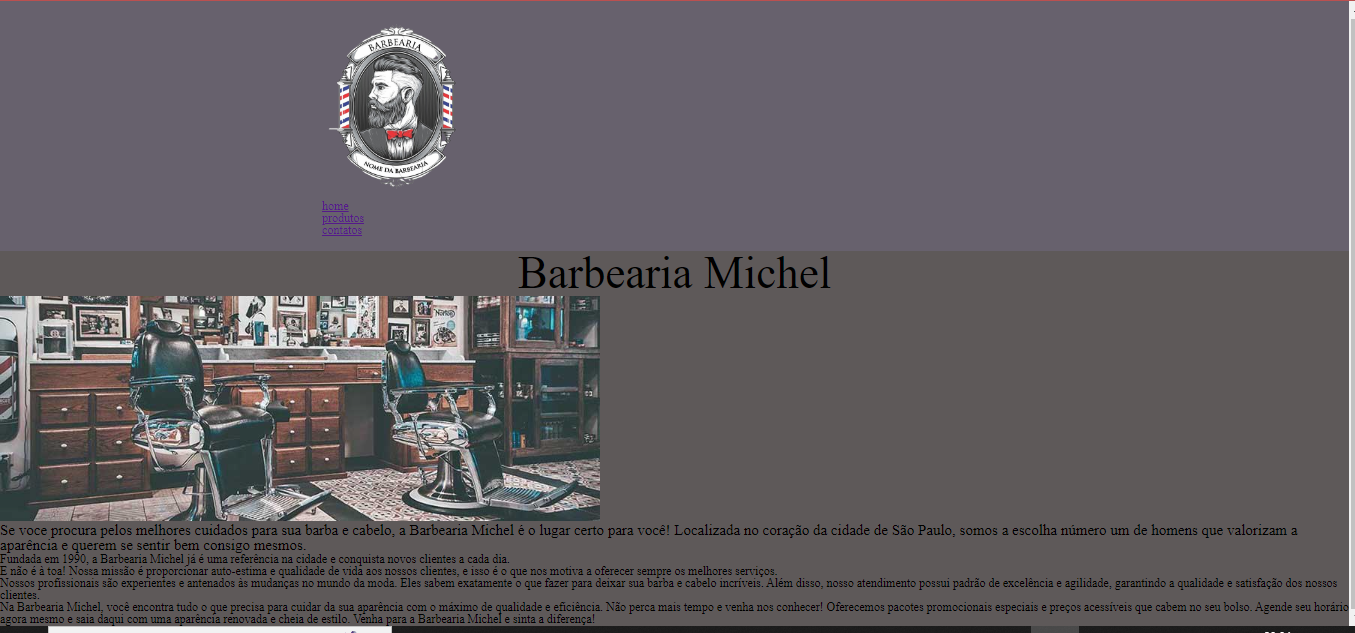 BARBEARIA
NOME DA BARBEARIA
home
produtos
contatos
Barbearia Michel
Se voce procura pelos melhores cuidados para sua barba e cabelo, a Barbearia Michel é o lugar certo para você! Localizada no coração da cidade de São Paulo, somos a escolha número um de homens que valorizam a
aparência e querem se sentir bem consigo mesmos.
Fundada em 1990, a Barbearia Michel já é uma referência na cidade e conquista novos clientes a cada dia.
E não é à toa! Nossa missão é proporcionar auto-estima e qualidade de vida aos nossos clientes, e isso é o que nos motiva a oferecer sempre os melhores serviços.
Nossos profissionais são experientes e antenados às mudanças no mundo da moda. Eles sabem exatamente o que fazer para deixar sua barba e cabelo incríveis. Além disso, nosso atendimento possui padrão de excelência e agilidade, garantindo a qualidade e satisfação dos nossos
clientes.
Na Barbearia Michel, você encontra tudo o que precisa para cuidar da sua aparência com o máximo de qualidade e eficiência. Não perca mais tempo e venha nos conhecer! Oferecemos pacotes promocionais especiais e preços acessíveis que cabem no seu bolso. Agende seu horário
agora mesmo e saia daqui com uma aparência renovada e cheia de estilo. Venha para a Barbearia Michel e sinta a diferença!